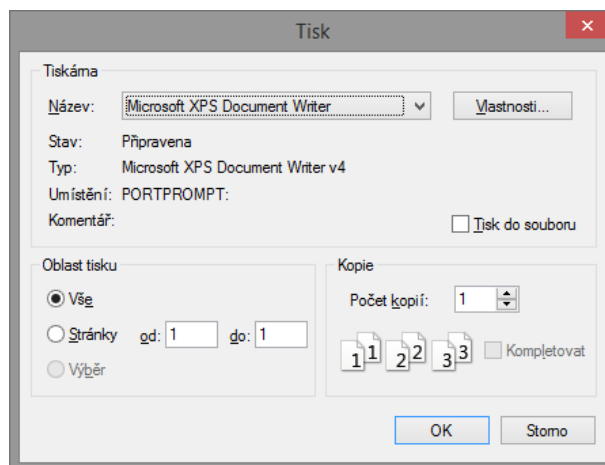 Tisk
Tiskárna
Název: Microsoft XPS Document Writer Vlastnosti...
Stav: Připravena
Typ: Microsoft XPS Document Writer v4
Umístění: PORTPROMPT:
Komentář: Tisk do souboru
Oblast tisku
Vše
Stránky od: 1 do: 1
Výběr
Kopie
Počet kopií: 1
1 1 2 2 3 3 Kompletovat
OK Storno